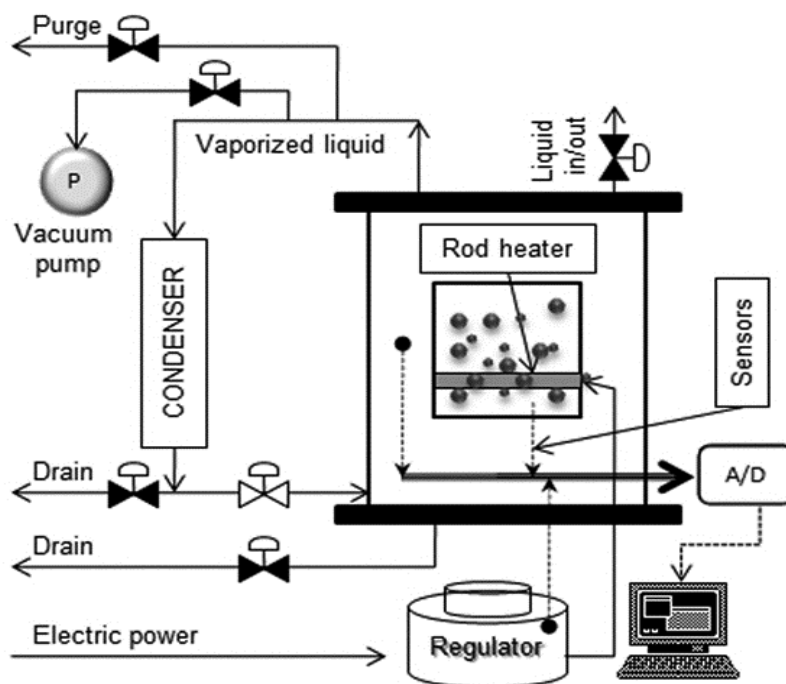 Purge
Vaporized liquid
Liquid
in/out
P
Vacuum
pump
Rod heater
CONDENSER
Sensors
Drain
A/D
Drain
Electric power
Regulator